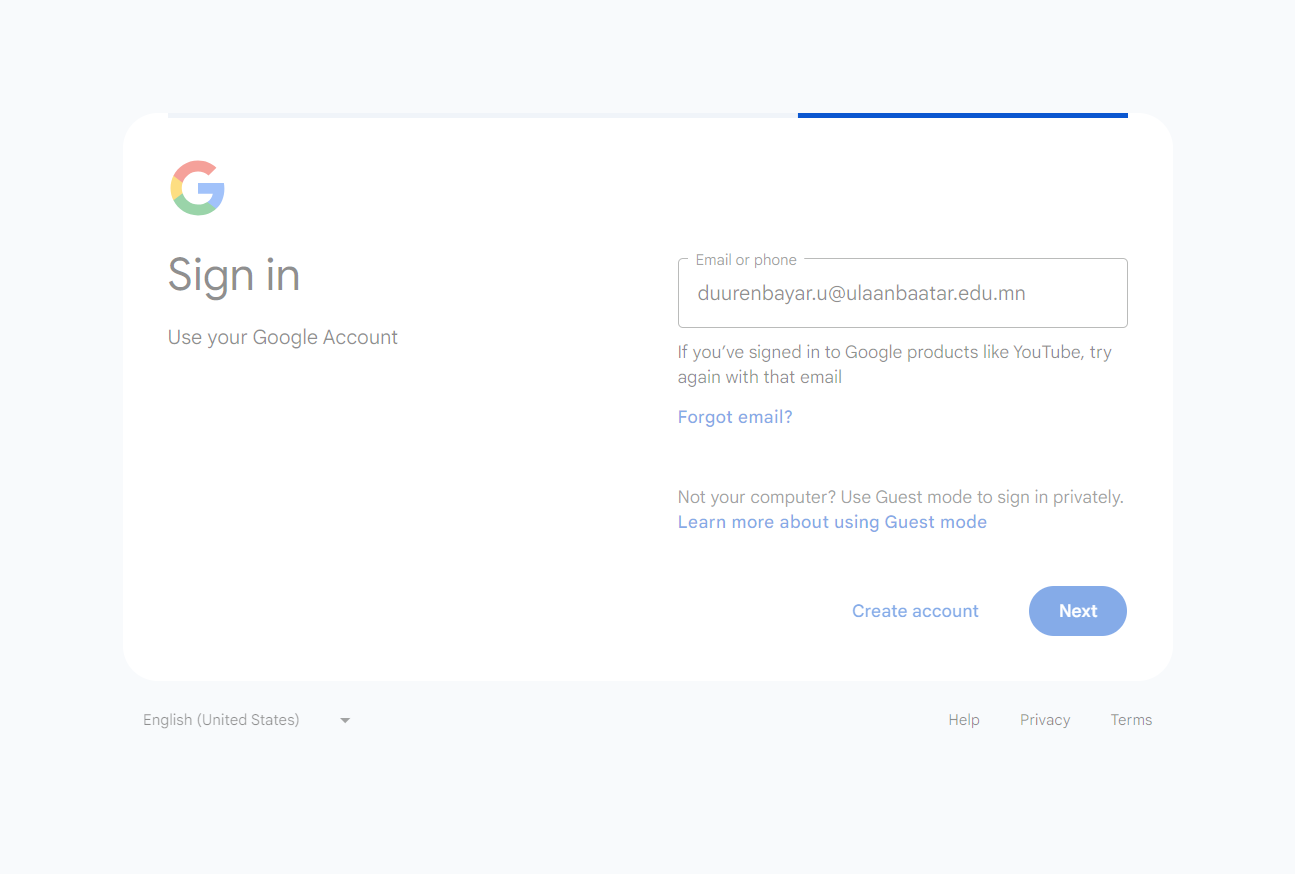 Sign in
Use your Google Account
Email or phone
duurenbayar.u@ulaanbaatar.edu.mn
If you’ve signed in to Google products like YouTube, try
again with that email
Forgot email?
Not your computer? Use Guest mode to sign in privately.
Learn more about using Guest mode
Create account
Next
English (United States)
Help
Privacy
Terms